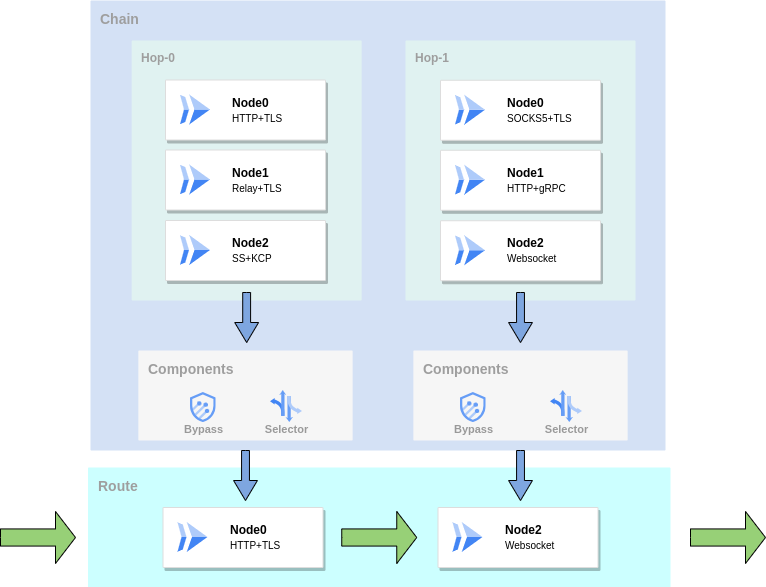 Chain
Hop-0
Node0
HTTP+TLS
Node1
Relay+TLS
Node2
SS+KCP
Hop-1
Node0
SOCKS5+TLS
Node1
HTTP+gRPC
Node2
Websocket
Components
Bypass
Selector
Components
Bypass
Selector
Route
Node0
HTTP+TLS
Node2
Websocket